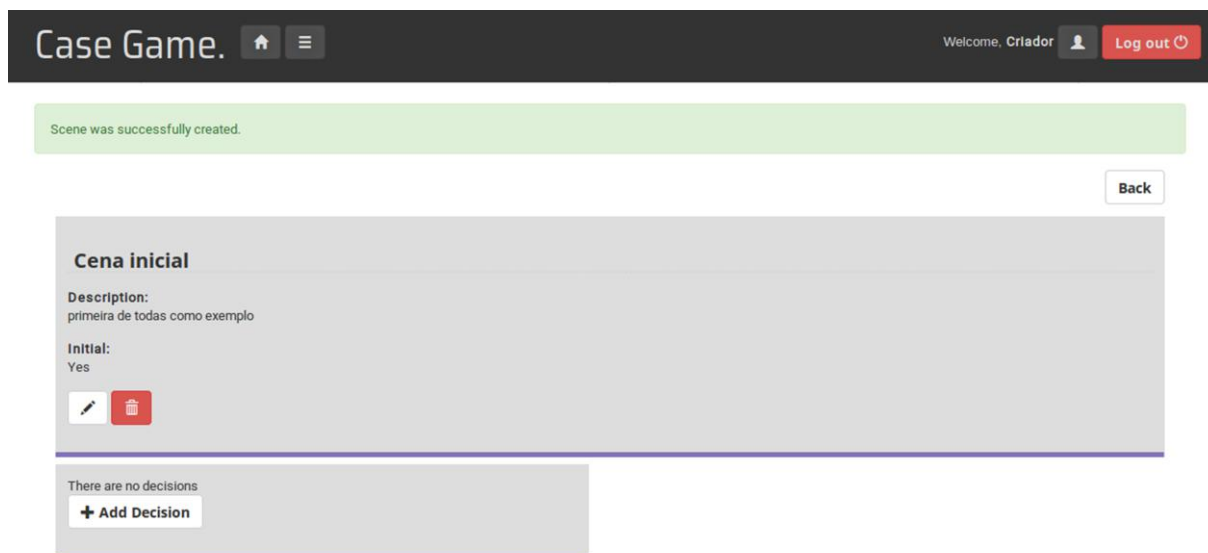 Case Game.
Welcome, Criador
Log out
Scene was successfully created.
Back
Cena inicial
Description:
primeira de todas como exemplo
Initial:
Yes
There are no decisions
Add Decision